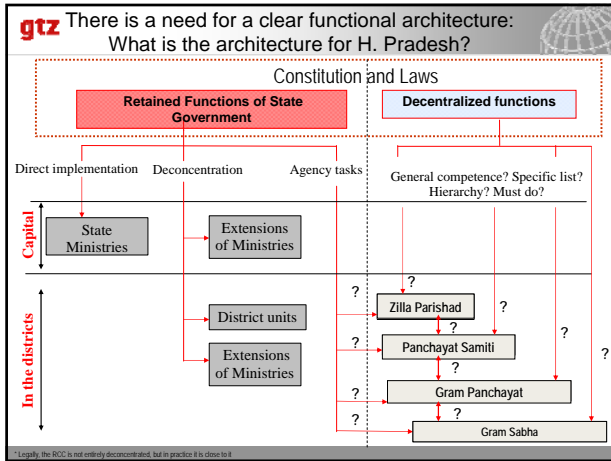 gtz
There is a need for a clear functional architecture:
What is the architecture for H. Pradesh?
Constitution and Laws
Retained Functions of State
Government
Decentralized functions
Direct implementation
Deconcentration
Agency tasks
General competence? Specific list?
Hierarchy? Must do?
Capital
State
Ministries
Extensions
of Ministries
In the districts
District units
Extensions
of Ministries
?
Zilla Parishad
?
?
?
?
Panchayat Samiti
?
?
?
?
Gram Panchayat
?
?
Gram Sabha
* Legally, the RCC is not entirely deconcentrated, but in practice it is close to it